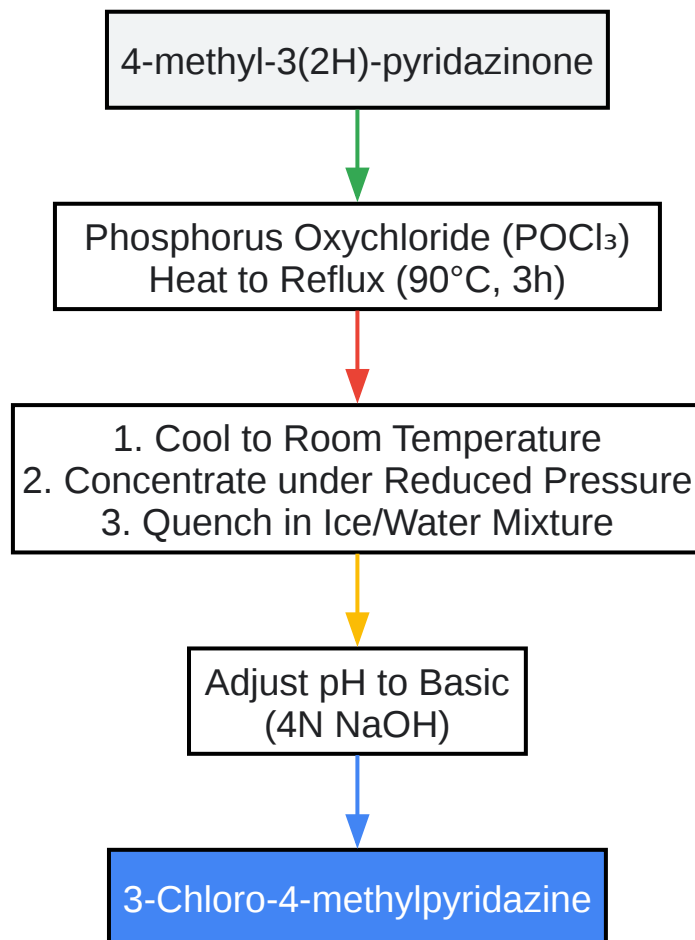 4-methyl-3(2H)-pyridazinone
Phosphorus Oxychloride (POCl₃)
Heat to Reflux (90°C, 3h)
1. Cool to Room Temperature
2. Concentrate under Reduced Pressure
3. Quench in Ice/Water Mixture
Adjust pH to Basic
(4N NaOH)
3-Chloro-4-methylpyridazine